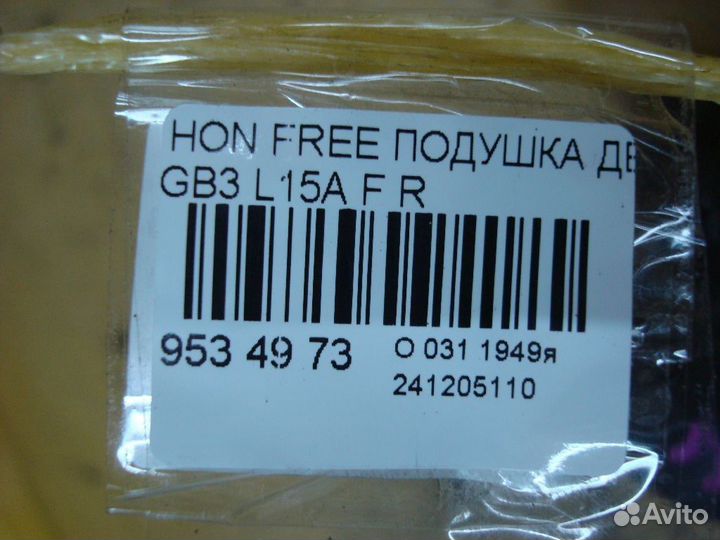 HON FREE ПОДУШКА ДВ
GB3 L15A F R
953 49 73
О 031 1949я
241205110
Avito